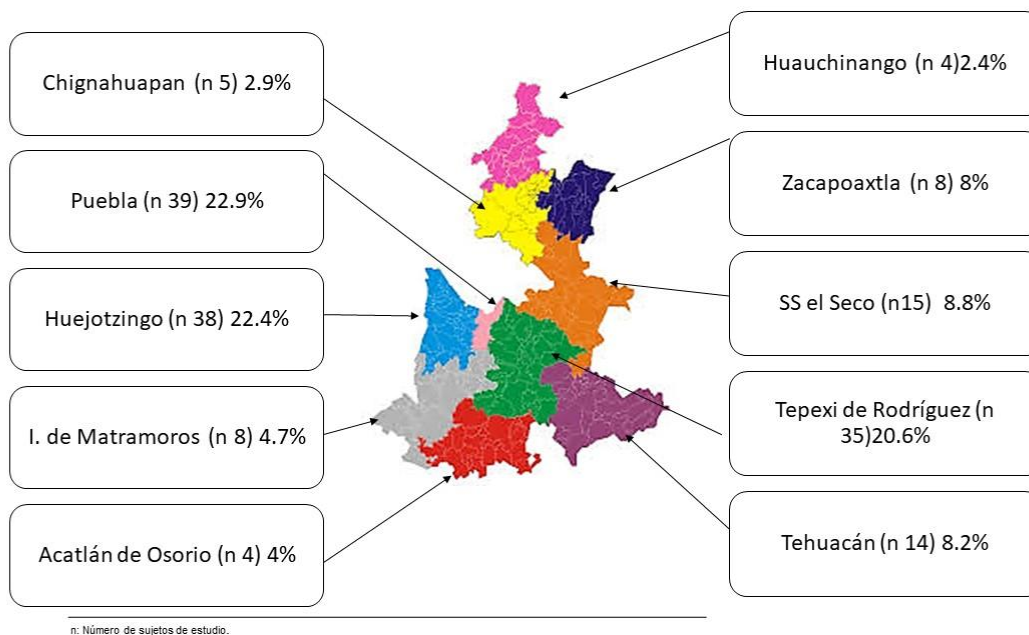 Chignahuapan (n 5) 2.9%
Puebla (n 39) 22.9%
Huejotzingo (n 38) 22.4%
I. de Matramoros (n 8) 4.7%
Acatlán de Osorio (n 4) 4%
Huauchinango (n 4)2.4%
Zacapoaxtla (n 8) 8%
SS el Seco (n15) 8.8%
Tepexi de Rodríguez (n
35)20.6%
Tehuacán (n 14) 8.2%
n: Número de sujetos de estudio.